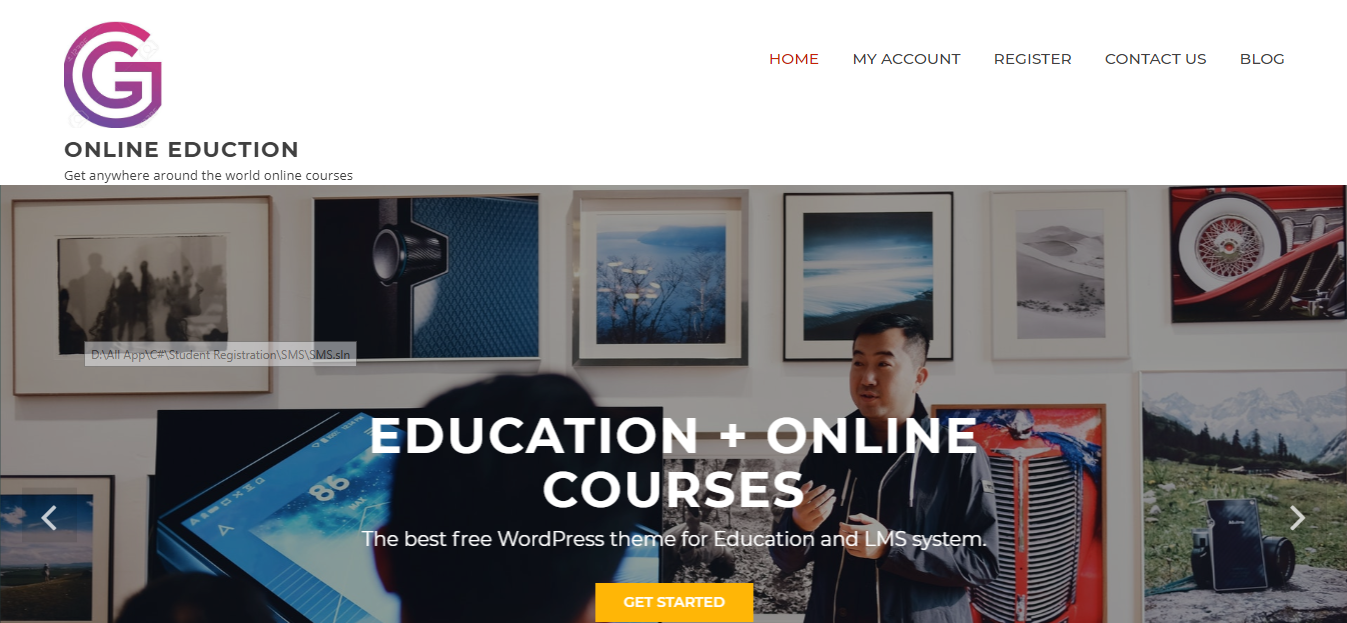 HOME MY ACCOUNT REGISTER CONTACT US BLOG
ONLINE EDUCTION
Get anywhere around the world online courses
D:\All App\C#\Student Registration\SMS\SMS.sln
EDUCATION + ONLINE
COURSES
86
MAX
The best free WordPress theme for Education and LMS system.
GET STARTED